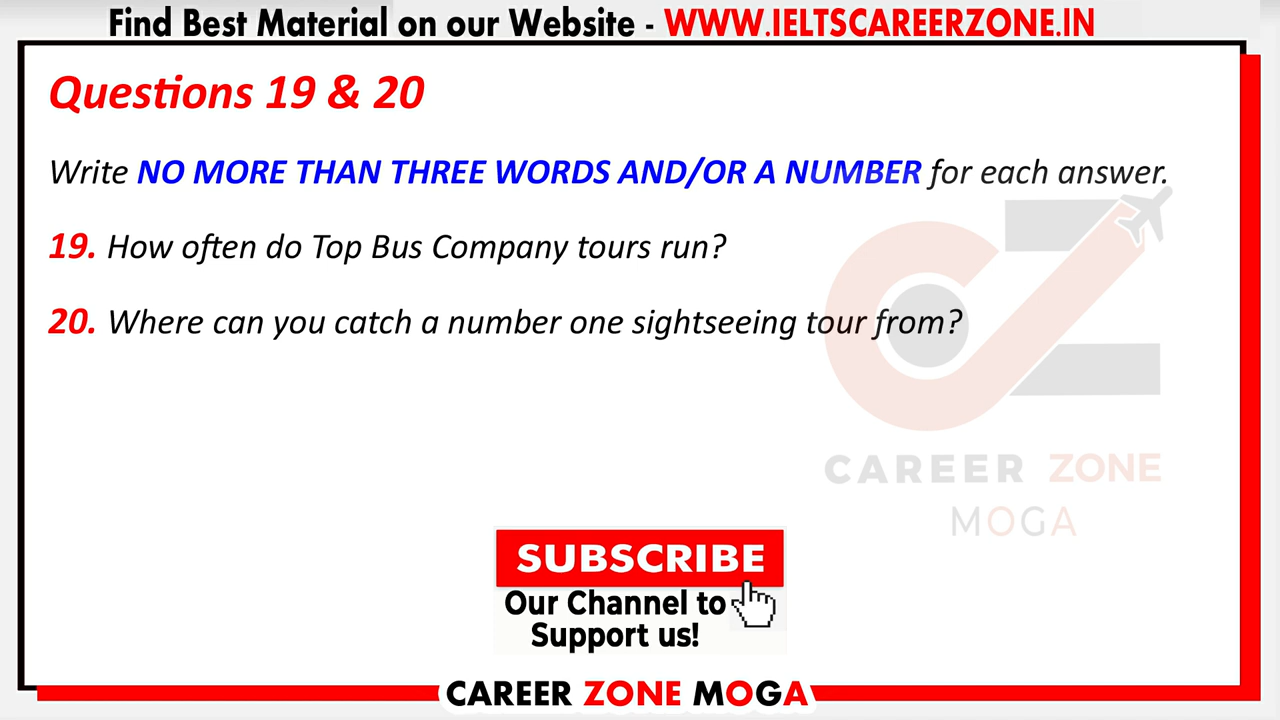 Find Best Material on our Website - WWW.IELTSCAREERZONE.IN
Questions 19 & 20
Write NO MORE THAN THREE WORDS AND/OR A NUMBER for each answer.
19. How often do Top Bus Company tours run?
20. Where can you catch a number one sightseeing tour from?
CAREER ZONE
MOGA
SUBSCRIBE
Our Channel to
Support us!
CAREER ZONE MOGA